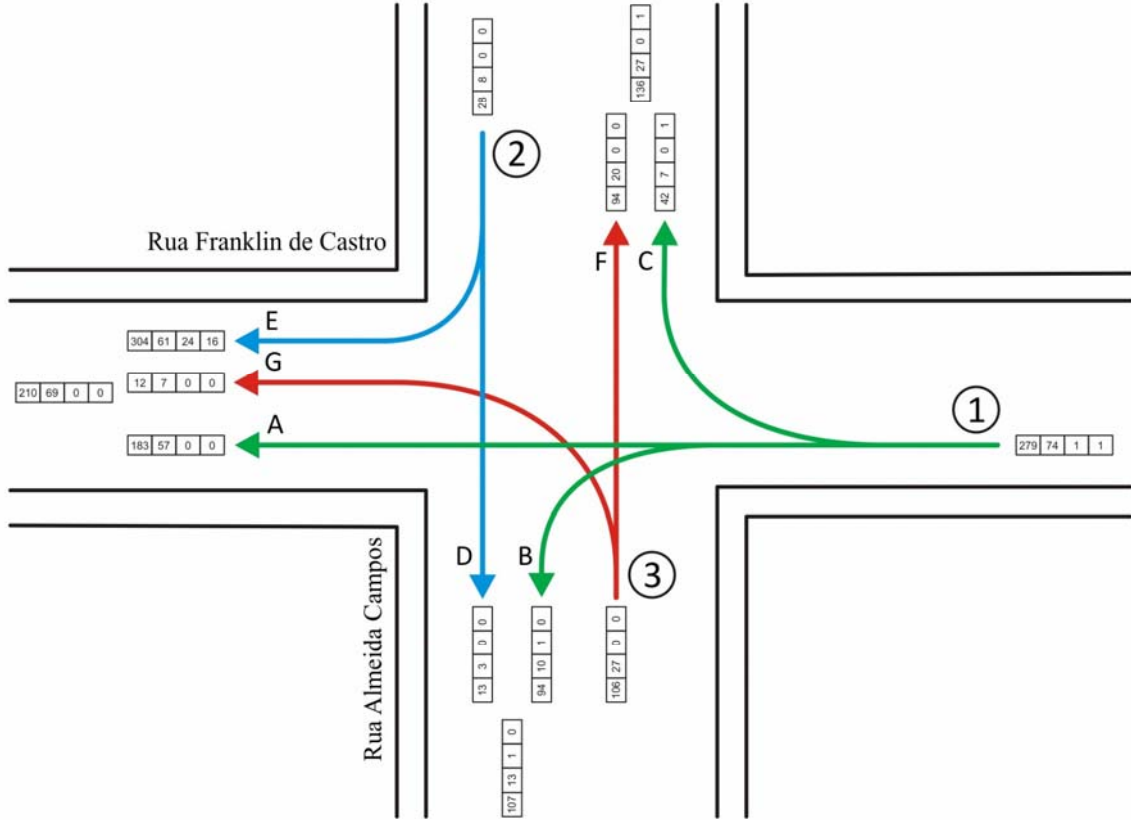 136 27 0 1
28 8 0 0
2
94 20 0 0
42 7 0 1
Rua Franklin de Castro
F
C
E
304 61 24 16
G
12 7 0 0
210 69 0 0
A
183 57 0 0
1
279 74 1 1
D
B
3
Rua Almeida Campos
13 3 0 0
94 10 1 0
106 27 0 0
107 13 1 0